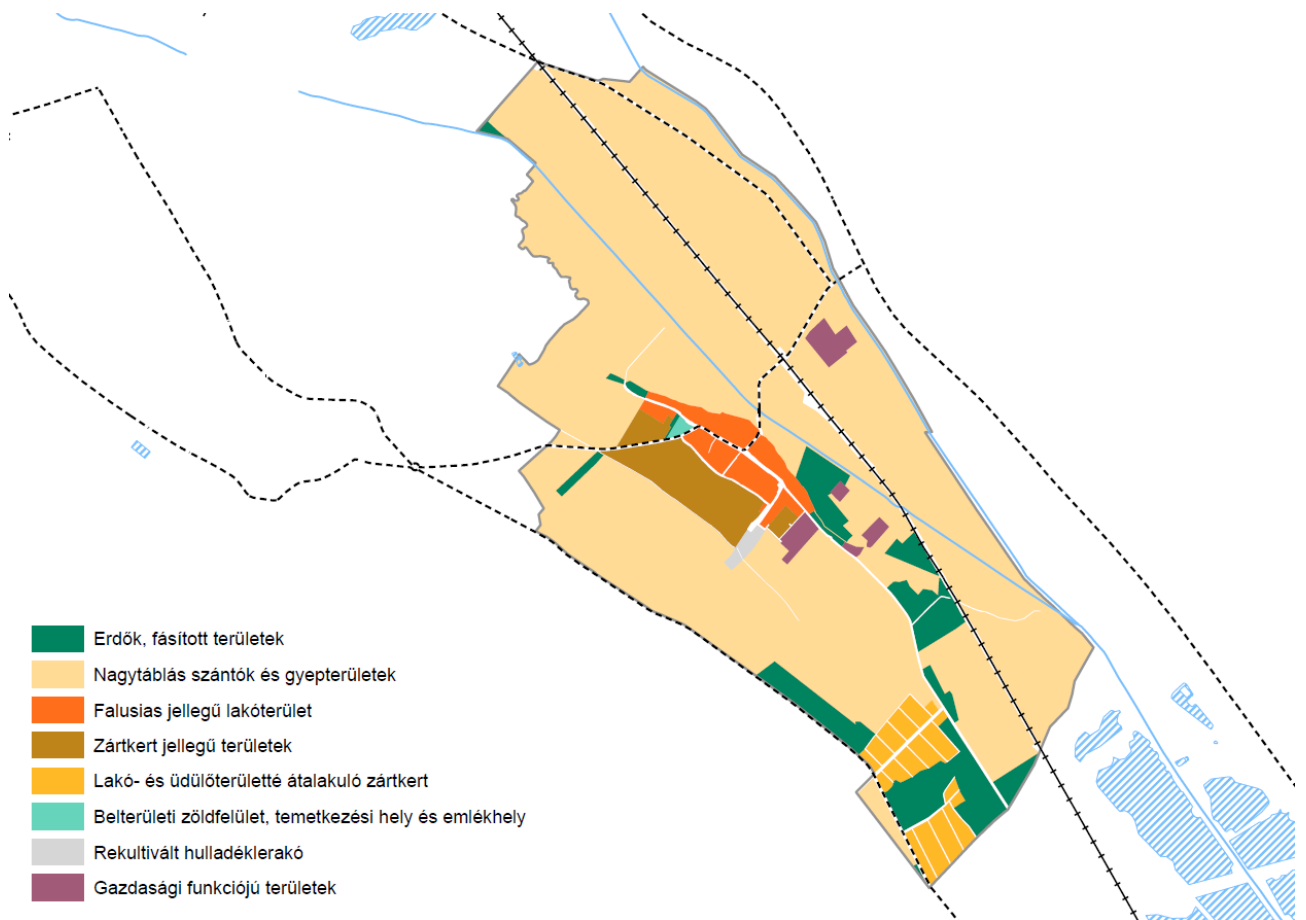 Erdők, fásított területek
Nagytáblás szántók és gyepterületek
Falusias jellegű lakóterület
Zártkert jellegű területek
Lakó- és üdülőterületté átalakuló zártkert
Belterületi zöldfelület, temetkezési hely és emlékhely
Rekultivált hulladéklerakó
Gazdasági funkciójú területek